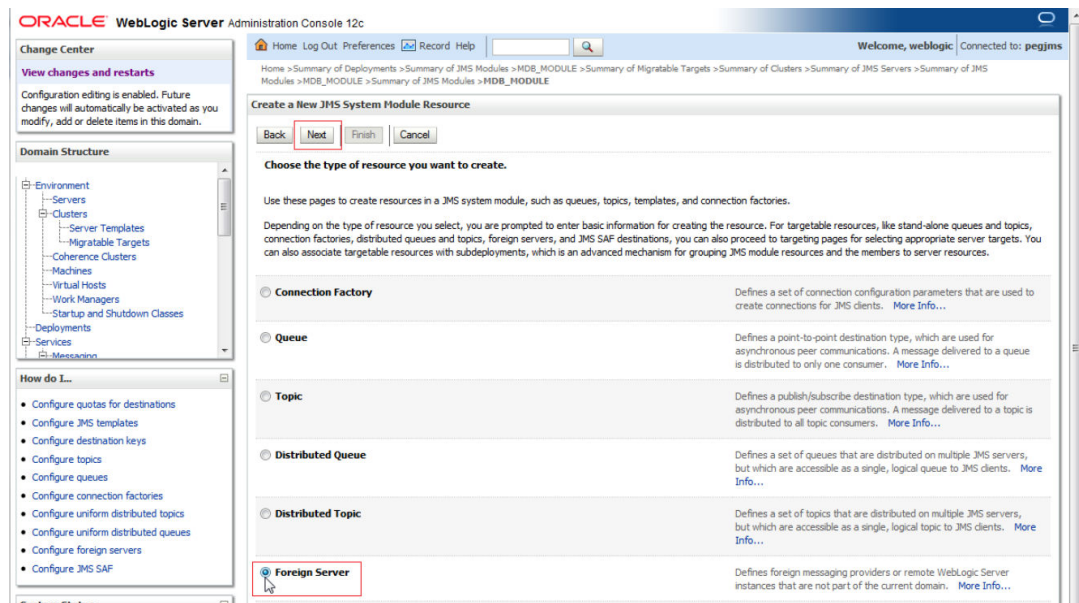 ORACLE WebLogic Server Administration Console 12c
Change Center
View changes and restarts
Configuration editing is enabled. Future
changes will automatically be activated as you
modify, add or delete items in this domain.
Domain Structure
Environment
Servers
Clusters
Server Templates
Migratable Targets
Coherence Clusters
Machines
Virtual Hosts
Work Managers
Startup and Shutdown Classes
Deployments
Services
Messaging
How do I...
Configure quotas for destinations
Configure JMS templates
Configure destination keys
Configure topics
Configure queues
Configure connection factories
Configure uniform distributed topics
Configure uniform distributed queues
Configure foreign servers
Configure JMS SAF
Home Log Out Preferences Record Help
Welcome, weblogic Connected to: pegjms
Home >Summary of Deployments >Summary of JMS Modules >MDB_MODULE >Summary of Migratable Targets >Summary of Clusters >Summary of JMS Servers >Summary of JMS
Modules >MDB_MODULE >Summary of JMS Modules >MDB_MODULE
Create a New JMS System Module Resource
Back Next Finish Cancel
Choose the type of resource you want to create.
Use these pages to create resources in a JMS system module, such as queues, topics, templates, and connection factories.
Depending on the type of resource you select, you are prompted to enter basic information for creating the resource. For targetable resources, like stand-alone queues and topics,
connection factories, distributed queues and topics, foreign servers, and JMS SAF destinations, you can also proceed to targeting pages for selecting appropriate server targets. You
can also associate targetable resources with subdeployments, which is an advanced mechanism for grouping JMS module resources and the members to server resources.
Connection Factory
Defines a set of connection configuration parameters that are used to
create connections for JMS clients. More Info...
Queue
Defines a point-to-point destination type, which are used for
asynchronous peer communications. A message delivered to a queue
is distributed to only one consumer. More Info...
Topic
Defines a publish/subscribe destination type, which are used for
asynchronous peer communications. A message delivered to a topic is
distributed to all topic consumers. More Info...
Distributed Queue
Defines a set of queues that are distributed on multiple JMS servers,
but which are accessible as a single, logical queue to JMS clients. More
Info...
Distributed Topic
Defines a set of topics that are distributed on multiple JMS servers,
but which are accessible as a single, logical topic to JMS clients. More
Info...
Foreign Server
Defines foreign messaging providers or remote WebLogic Server
instances that are not part of the current domain. More Info...